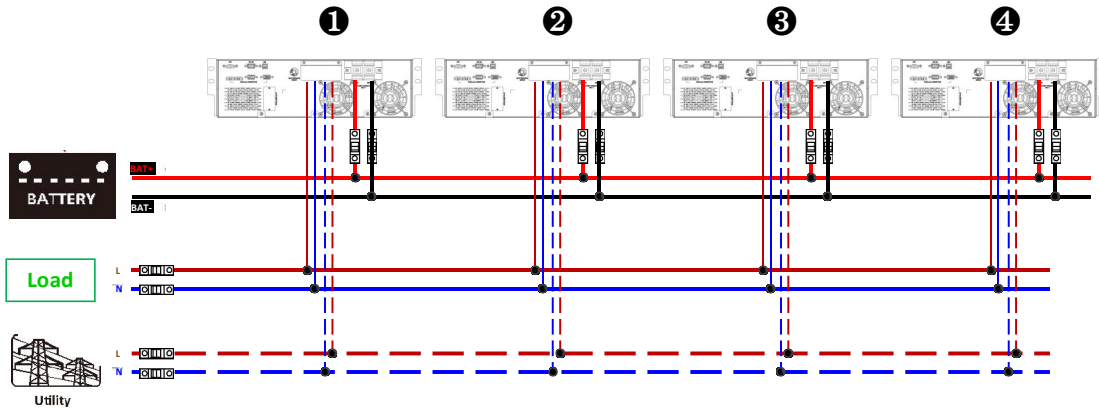 ❶ ❷ ❸ ❹
BAT+
BATTERY
BAT-
L
Load
N
L
N
Utility